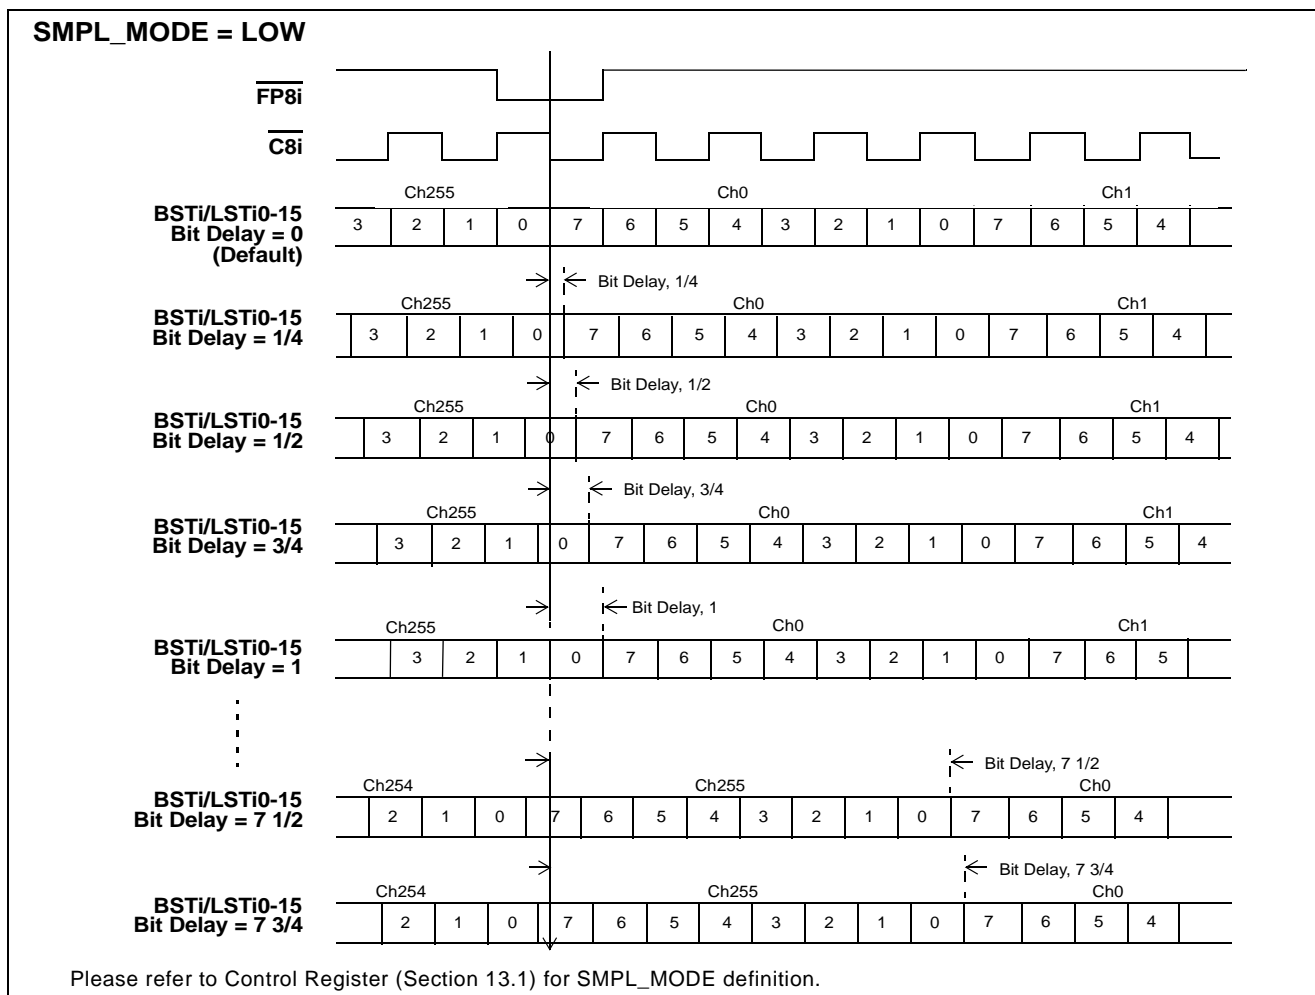 SMPL_MODE = LOW
FP8i
C8i
Ch255 Ch0 Ch1
BSTi/LSTi0-15
Bit Delay = 0
(Default)
3 2 1 0 7 6 5 4 3 2 1 0 7 6 5 4
Bit Delay, 1/4
Ch255 Ch0 Ch1
BSTi/LSTi0-15
Bit Delay = 1/4
3 2 1 0 7 6 5 4 3 2 1 0 7 6 5 4
Bit Delay, 1/2
Ch255 Ch0 Ch1
BSTi/LSTi0-15
Bit Delay = 1/2
3 2 1 0 7 6 5 4 3 2 1 0 7 6 5 4
Bit Delay, 3/4
Ch255 Ch0 Ch1
BSTi/LSTi0-15
Bit Delay = 3/4
3 2 1 0 7 6 5 4 3 2 1 0 7 6 5 4
Bit Delay, 1
Ch255 Ch0 Ch1
BSTi/LSTi0-15
Bit Delay = 1
3 2 1 0 7 6 5 4 3 2 1 0 7 6 5
Bit Delay, 7 1/2
Ch254 Ch255 Ch0
BSTi/LSTi0-15
Bit Delay = 7 1/2
2 1 0 7 6 5 4 3 2 1 0 7 6 5 4
Bit Delay, 7 3/4
Ch254 Ch255 Ch0
BSTi/LSTi0-15
Bit Delay = 7 3/4
2 1 0 7 6 5 4 3 2 1 0 7 6 5 4
Please refer to Control Register (Section 13.1) for SMPL_MODE definition.